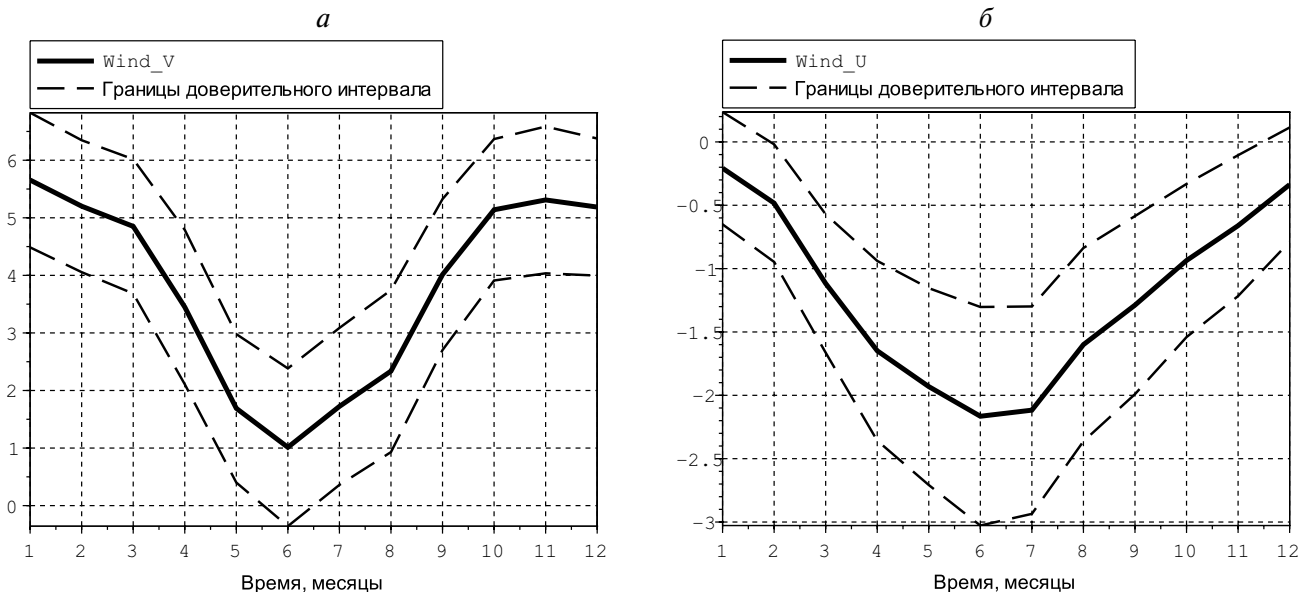 а
Wind_V
Границы доверительного интервала
6
5
4
3
2
1
0
1 2 3 4 5 6 7 8 9 10 11 12
Время, месяцы
б
Wind_U
Границы доверительного интервала
0
-0.5
-1
-1.5
-2
-2.5
-3
1 2 3 4 5 6 7 8 9 10 11 12
Время, месяцы